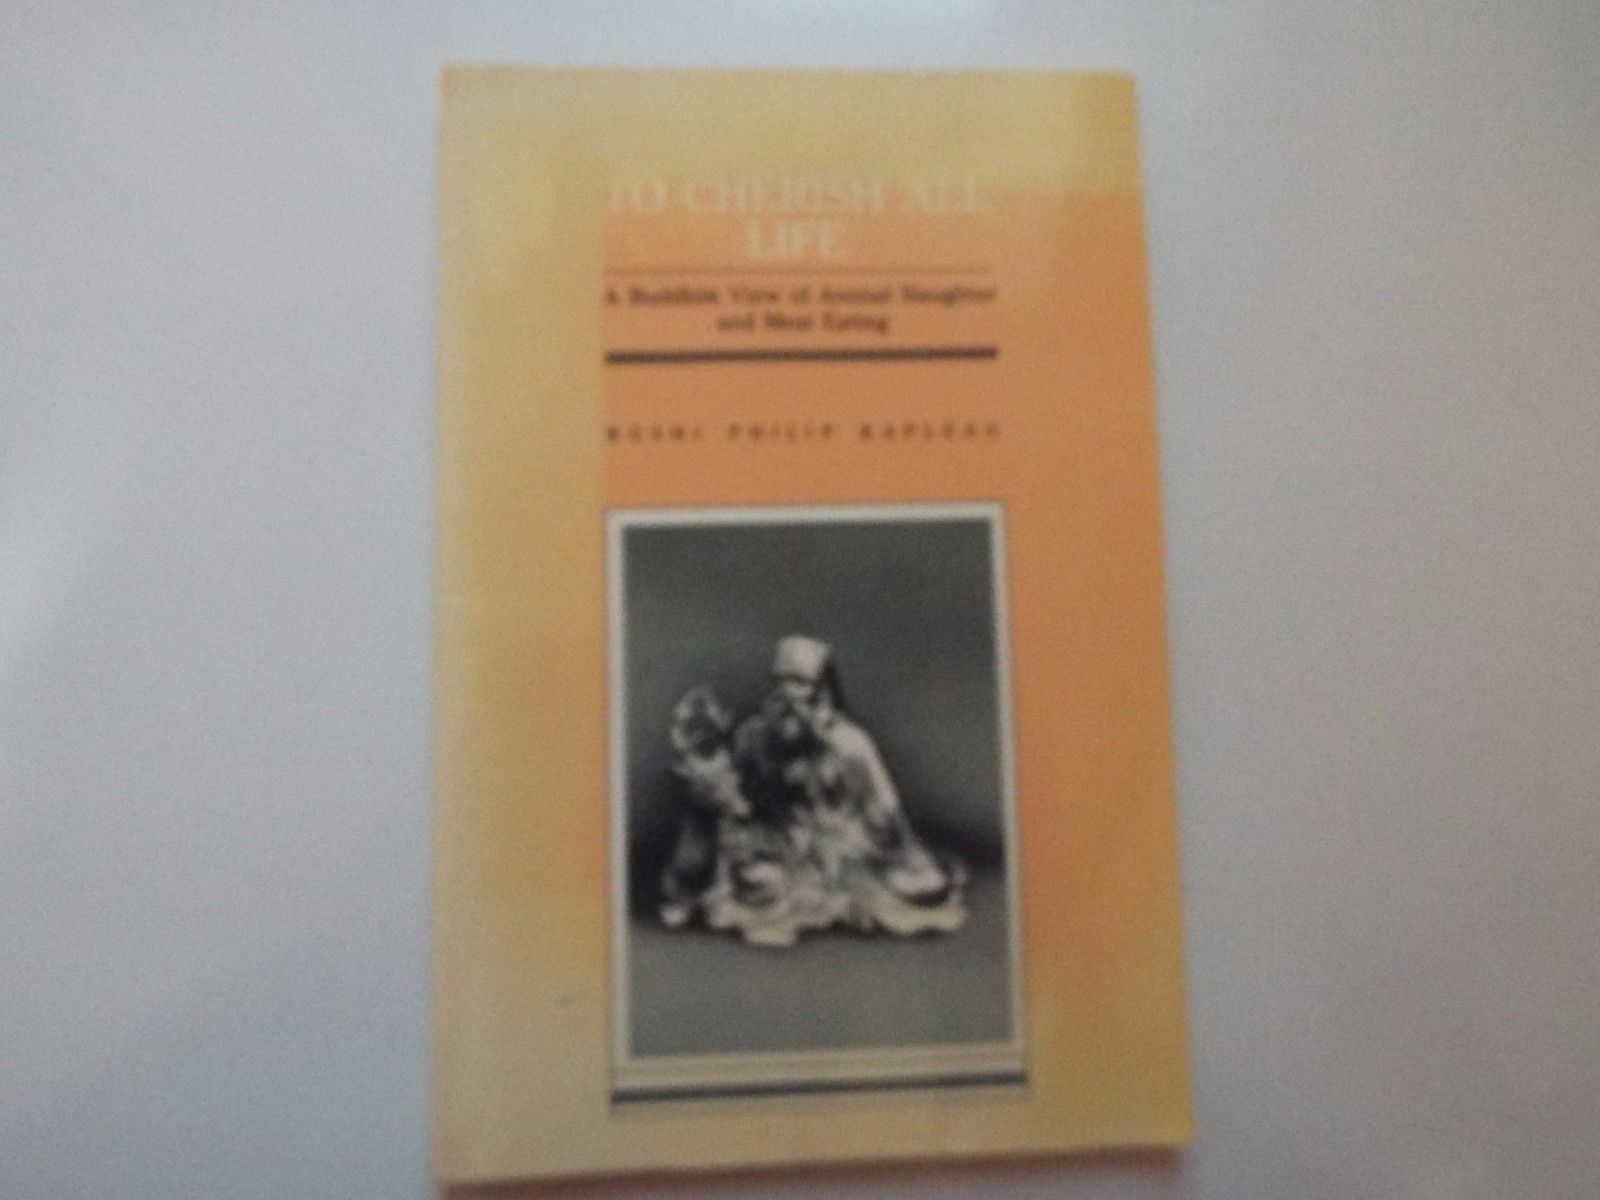 TO CHERISH ALL
LIFE
A Buddhist View of Animal Slaughter
and Meat Eating
ROSHI PHILIP KAPLEAU